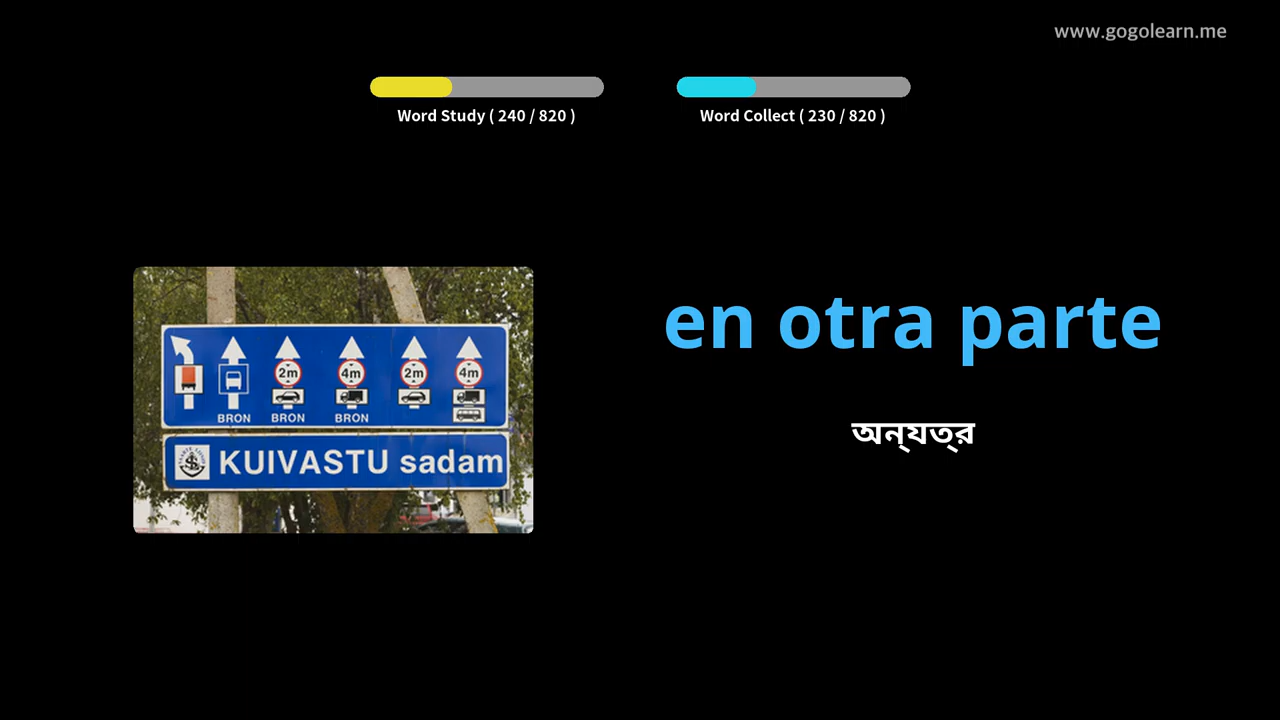 www.gogolearn.me
Word Study ( 240 / 820 )
Word Collect ( 230 / 820 )
en otra parte
অন্যত্র
2m 4m 2m 4m
BRON BRON BRON
KUIVASTU sadam